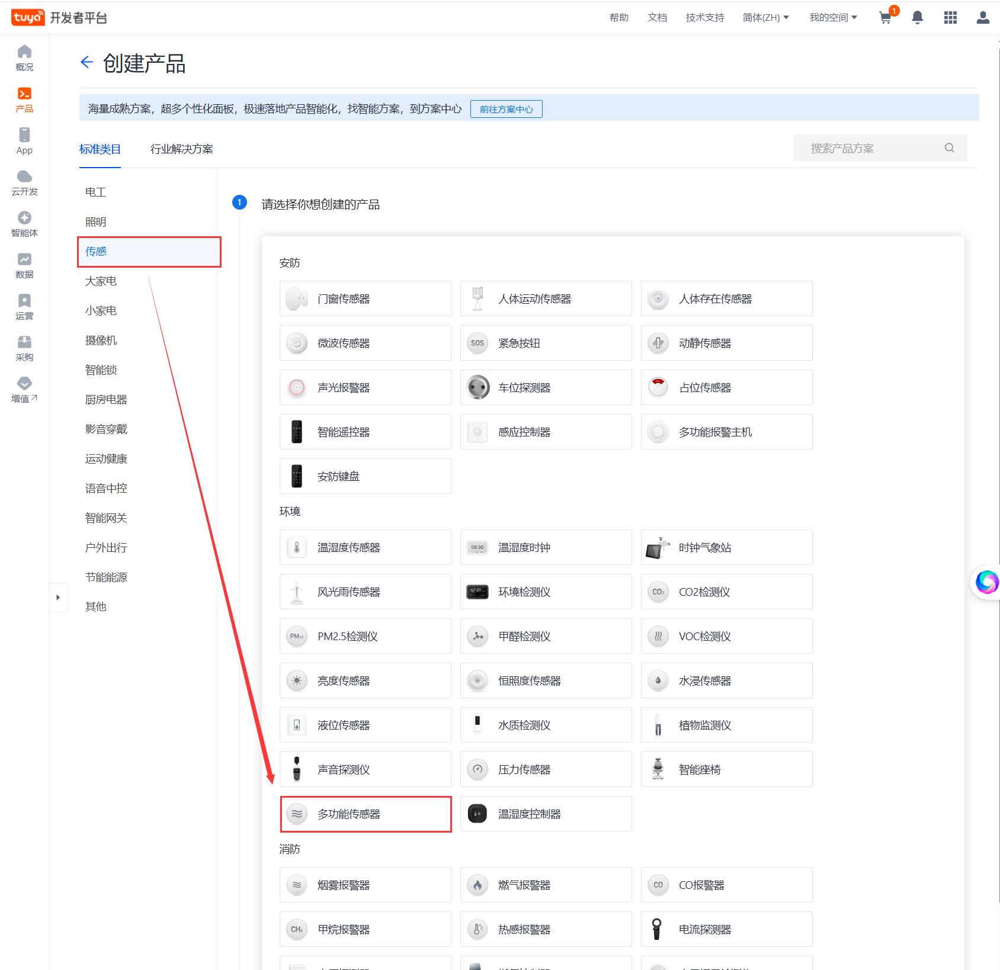 tuya 开发者平台
帮助 文档 技术支持 简体(ZH) 我的空间 1
概况
产品
App
云开发
智能体
数据
运营
采购
增值
创建产品
海量成熟方案，超多个性化面板，极速落地产品智能化，找智能方案，到方案中心 前往方案中心
标准类目 行业解决方案 搜索产品方案
电工
照明
传感
大家电
小家电
摄像机
智能锁
厨房电器
影音穿戴
运动健康
语音中控
智能网关
户外出行
节能能源
其他
1 请选择你想创建的产品
安防
门窗传感器 人体运动传感器 人体存在传感器
微波传感器 SOS 紧急按钮 动静传感器
声光报警器 车位探测器 占位传感器
智能遥控器 感应控制器 多功能报警主机
安防键盘
环境
温湿度传感器 08:30 温湿度时钟 时钟气象站
风光雨传感器 20 环境检测仪 CO₂ CO2检测仪
PM2.5 PM2.5检测仪 甲醛检测仪 VOC检测仪
亮度传感器 恒照度传感器 水浸传感器
液位传感器 水质检测仪 植物监测仪
声音探测仪 压力传感器 智能座椅
多功能传感器 温湿度控制器
消防
烟雾报警器 燃气报警器 CO CO报警器
CH₄ 甲烷报警器 °C 热感报警器 电流探测器